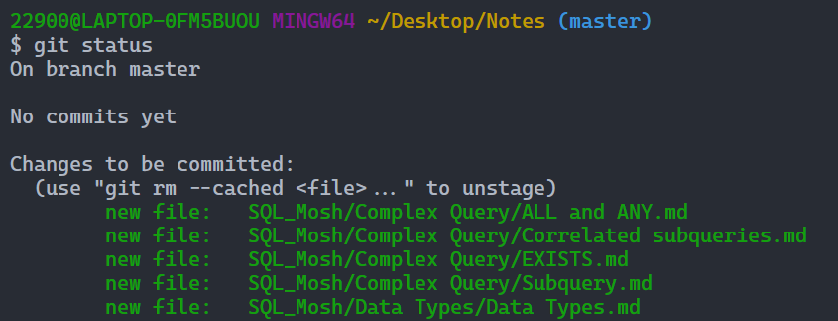 22900@LAPTOP-0FM5BUOU MINGW64 ~/Desktop/Notes (master)
$ git status
On branch master
No commits yet
Changes to be committed:
(use "git rm --cached <file>..." to unstage)
new file: SQL_Mosh/Complex Query/ALL and ANY.md
new file: SQL_Mosh/Complex Query/Correlated subqueries.md
new file: SQL_Mosh/Complex Query/EXISTS.md
new file: SQL_Mosh/Complex Query/Subquery.md
new file: SQL_Mosh/Data Types/Data Types.md